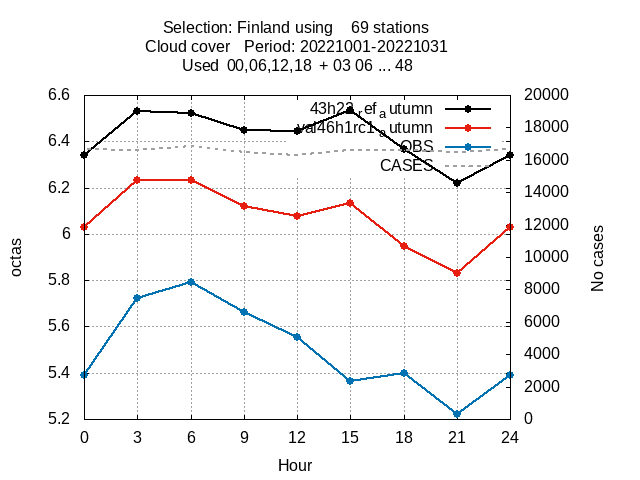 Selection: Finland using 69 stations
Cloud cover Period: 20221001-20221031
Used 00,06,12,18 + 03 06 ... 48
6.6
6.4
6.2
6
5.8
5.6
5.4
5.2
octas
20000
18000
16000
14000
12000
10000
8000
6000
4000
2000
0
No cases
OBS
CASES
0 3 6 9 12 15 18 21 24
Hour